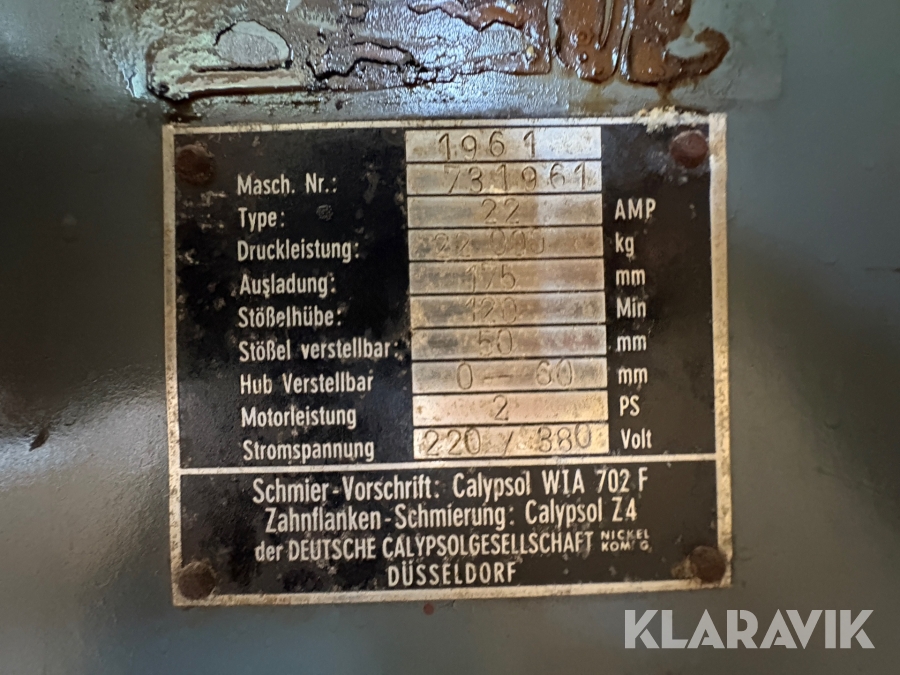 1961
Masch. Nr.: 731961
Type: 22 AMP
Druckleistung: 22 000 kg
Ausladung: 175 mm
Stößelhübe: 120 Min
Stößel verstellbar: 50 mm
Hub Verstellbar 0–60 mm
Motorleistung 2 PS
Stromspannung 220 / 380 Volt
Schmier-Vorschrift: Calypsol WIA 702 F
Zahnflanken-Schmierung: Calypsol Z4
der DEUTSCHE CALYPSOLGESELLSCHAFT NICKEL KOM. G.
DÜSSELDORF
KLARAVIK